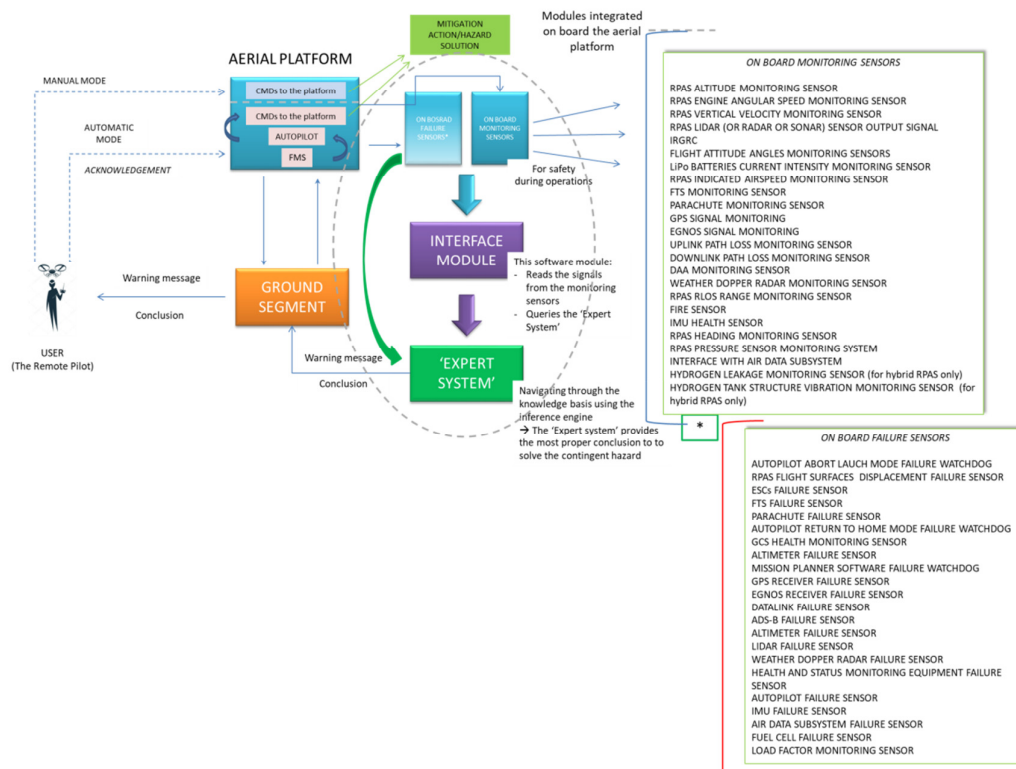 MITIGATION
ACTION/HAZARD
SOLUTION
Modules integrated
on board the aerial
platform
AERIAL PLATFORM
MANUAL MODE
CMDs to the platform
CMDs to the platform
AUTOPILOT
FMS
AUTOMATIC
MODE
ACKNOWLEDGEMENT
ON BOSRAD
FAILURE
SENSORS*
ON BOARD
MONITORING
SENSORS
For safety
during operations
INTERFACE
MODULE
This software module:
- Reads the signals
from the monitoring
sensors
- Queries the 'Expert
System'
Warning message
Conclusion
GROUND
SEGMENT
USER
(The Remote Pilot)
Warning message
Conclusion
'EXPERT
SYSTEM'
Navigating through the
knowledge basis using the
inference engine
→ The 'Expert system' provides
the most proper conclusion to to
solve the contingent hazard
ON BOARD MONITORING SENSORS
RPAS ALTITUDE MONITORING SENSOR
RPAS ENGINE ANGULAR SPEED MONITORING SENSOR
RPAS VERTICAL VELOCITY MONITORING SENSOR
RPAS LIDAR (OR RADAR OR SONAR) SENSOR OUTPUT SIGNAL
IRGRC
FLIGHT ATTITUDE ANGLES MONITORING SENSORS
LiPo BATTERIES CURRENT INTENSITY MONITORING SENSOR
RPAS INDICATED AIRSPEED MONITORING SENSOR
FTS MONITORING SENSOR
PARACHUTE MONITORING SENSOR
GPS SIGNAL MONITORING
EGNOS SIGNAL MONITORING
UPLINK PATH LOSS MONITORING SENSOR
DOWNLINK PATH LOSS MONITORING SENSOR
DAA MONITORING SENSOR
WEATHER DOPPER RADAR MONITORING SENSOR
RPAS RLOS RANGE MONITORING SENSOR
FIRE SENSOR
IMU HEALTH SENSOR
RPAS HEADING MONITORING SENSOR
RPAS PRESSURE SENSOR MONITORING SYSTEM
INTERFACE WITH AIR DATA SUBSYSTEM
HYDROGEN LEAKAGE MONITORING SENSOR (for hybrid RPAS only)
HYDROGEN TANK STRUCTURE VIBRATION MONITORING SENSOR (for
hybrid RPAS only)
*
ON BOARD FAILURE SENSORS
AUTOPILOT ABORT LAUCH MODE FAILURE WATCHDOG
RPAS FLIGHT SURFACES DISPLACEMENT FAILURE SENSOR
ESCs FAILURE SENSOR
FTS FAILURE SENSOR
PARACHUTE FAILURE SENSOR
AUTOPILOT RETURN TO HOME MODE FAILURE WATCHDOG
GCS HEALTH MONITORING SENSOR
ALTIMETER FAILURE SENSOR
MISSION PLANNER SOFTWARE FAILURE WATCHDOG
GPS RECEIVER FAILURE SENSOR
EGNOS RECEIVER FAILURE SENSOR
DATALINK FAILURE SENSOR
ADS-B FAILURE SENSOR
ALTIMETER FAILURE SENSOR
LIDAR FAILURE SENSOR
WEATHER DOPPER RADAR FAILURE SENSOR
HEALTH AND STATUS MONITORING EQUIPMENT FAILURE
SENSOR
AUTOPILOT FAILURE SENSOR
IMU FAILURE SENSOR
AIR DATA SUBSYSTEM FAILURE SENSOR
FUEL CELL FAILURE SENSOR
LOAD FACTOR MONITORING SENSOR